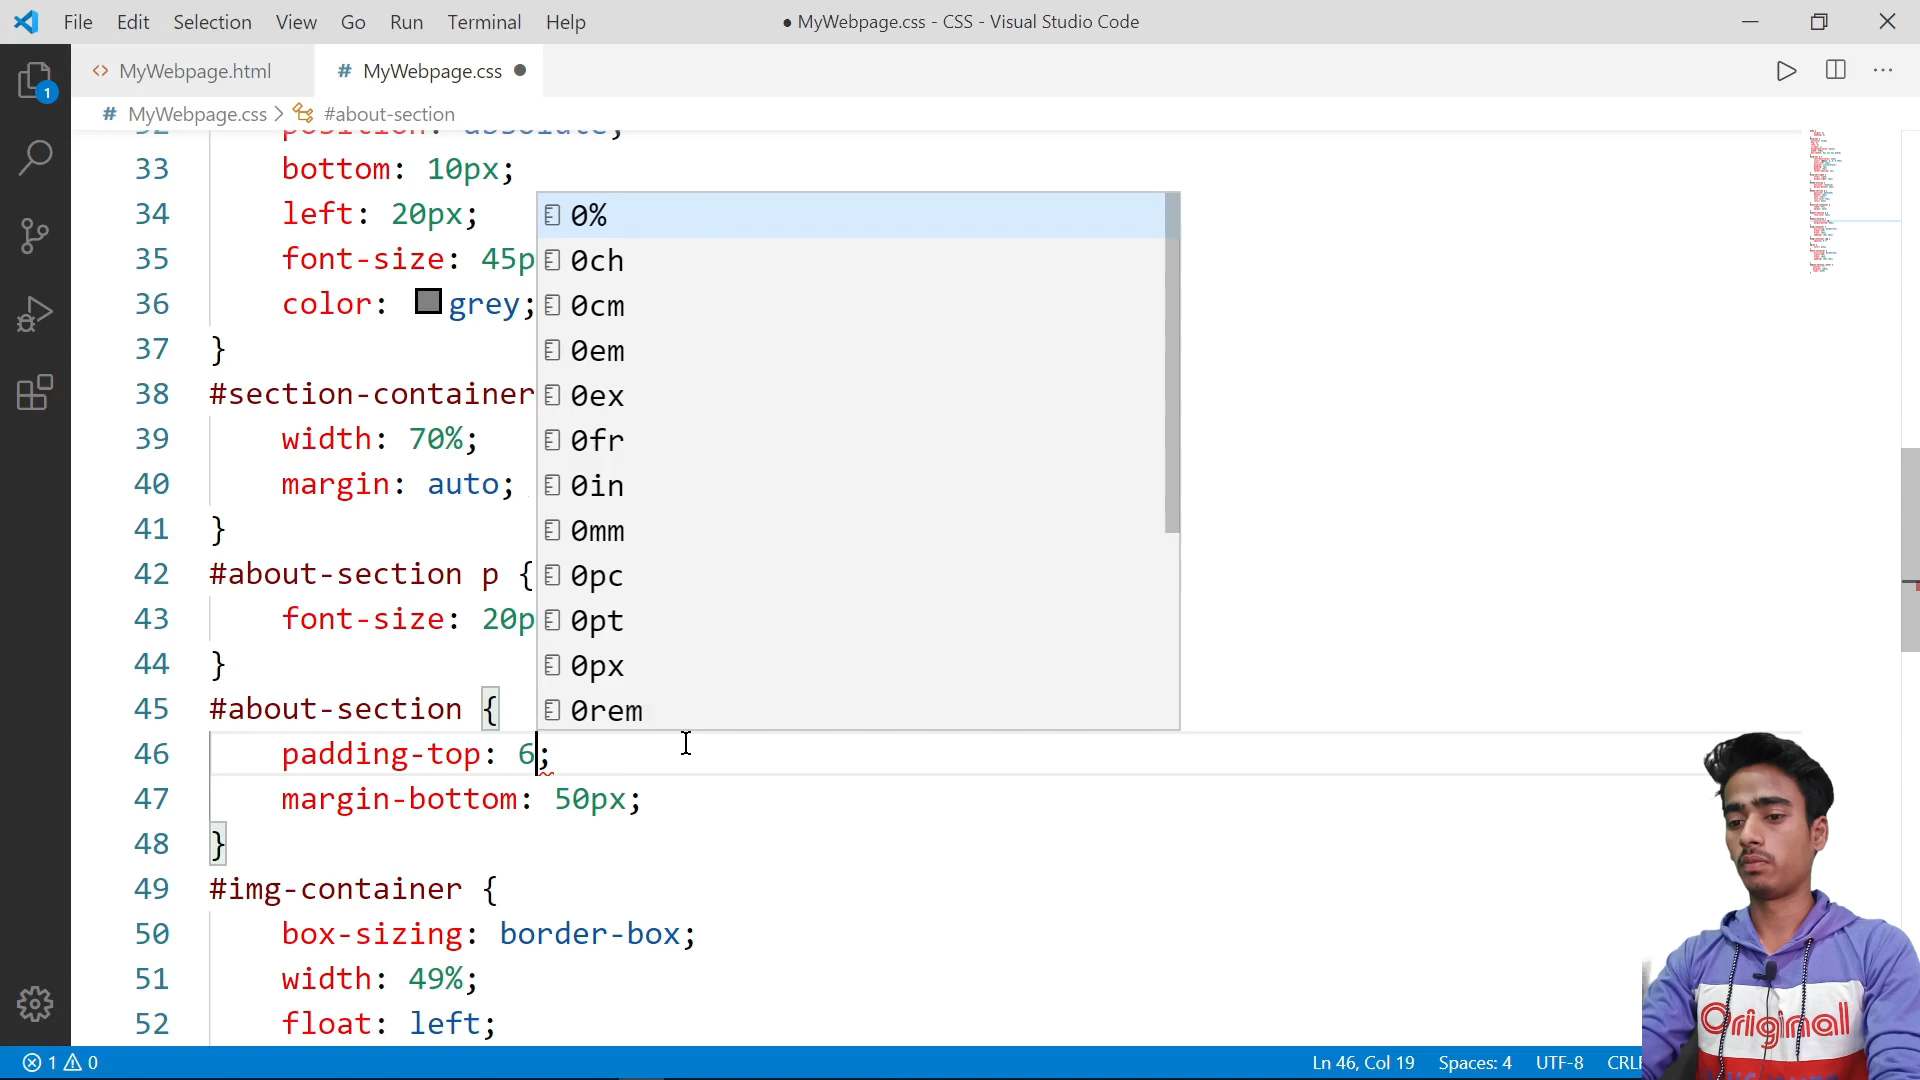 File Edit Selection View Go Run Terminal Help
● MyWebpage.css - CSS - Visual Studio Code
<> MyWebpage.html
# MyWebpage.css ●
1
# MyWebpage.css > #about-section
32 position: absolute;
33 bottom: 10px;
34 left: 20px;
35 font-size: 45p
36 color: grey;
37 }
38 #section-container
39 width: 70%;
40 margin: auto;
41 }
42 #about-section p {
43 font-size: 20p
44 }
45 #about-section {
46 padding-top: 6;
47 margin-bottom: 50px;
48 }
49 #img-container {
50 box-sizing: border-box;
51 width: 49%;
52 float: left;
0%
0ch
0cm
0em
0ex
0fr
0in
0mm
0pc
0pt
0px
0rem
Original
1 0
Ln 46, Col 19 Spaces: 4 UTF-8 CRLF